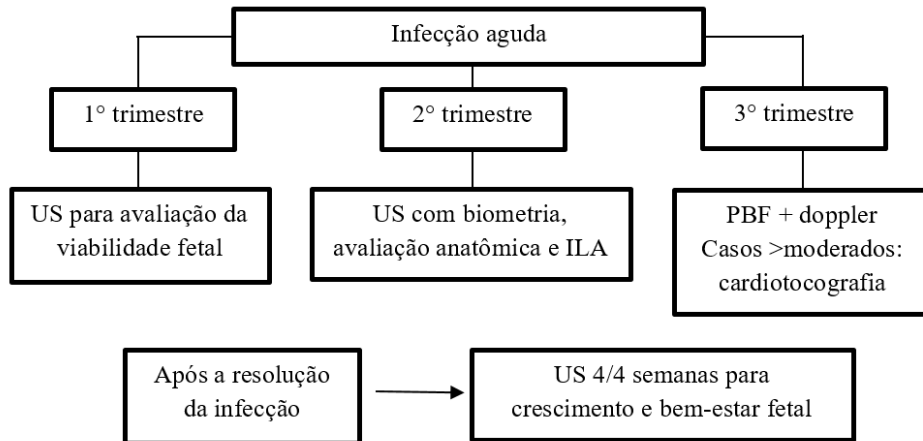 Infecção aguda
1° trimestre
2° trimestre
3° trimestre
US para avaliação da
viabilidade fetal
US com biometria,
avaliação anatômica e ILA
PBF + doppler
Casos >moderados:
cardiotocografia
Após a resolução
da infecção
US 4/4 semanas para
crescimento e bem-estar fetal